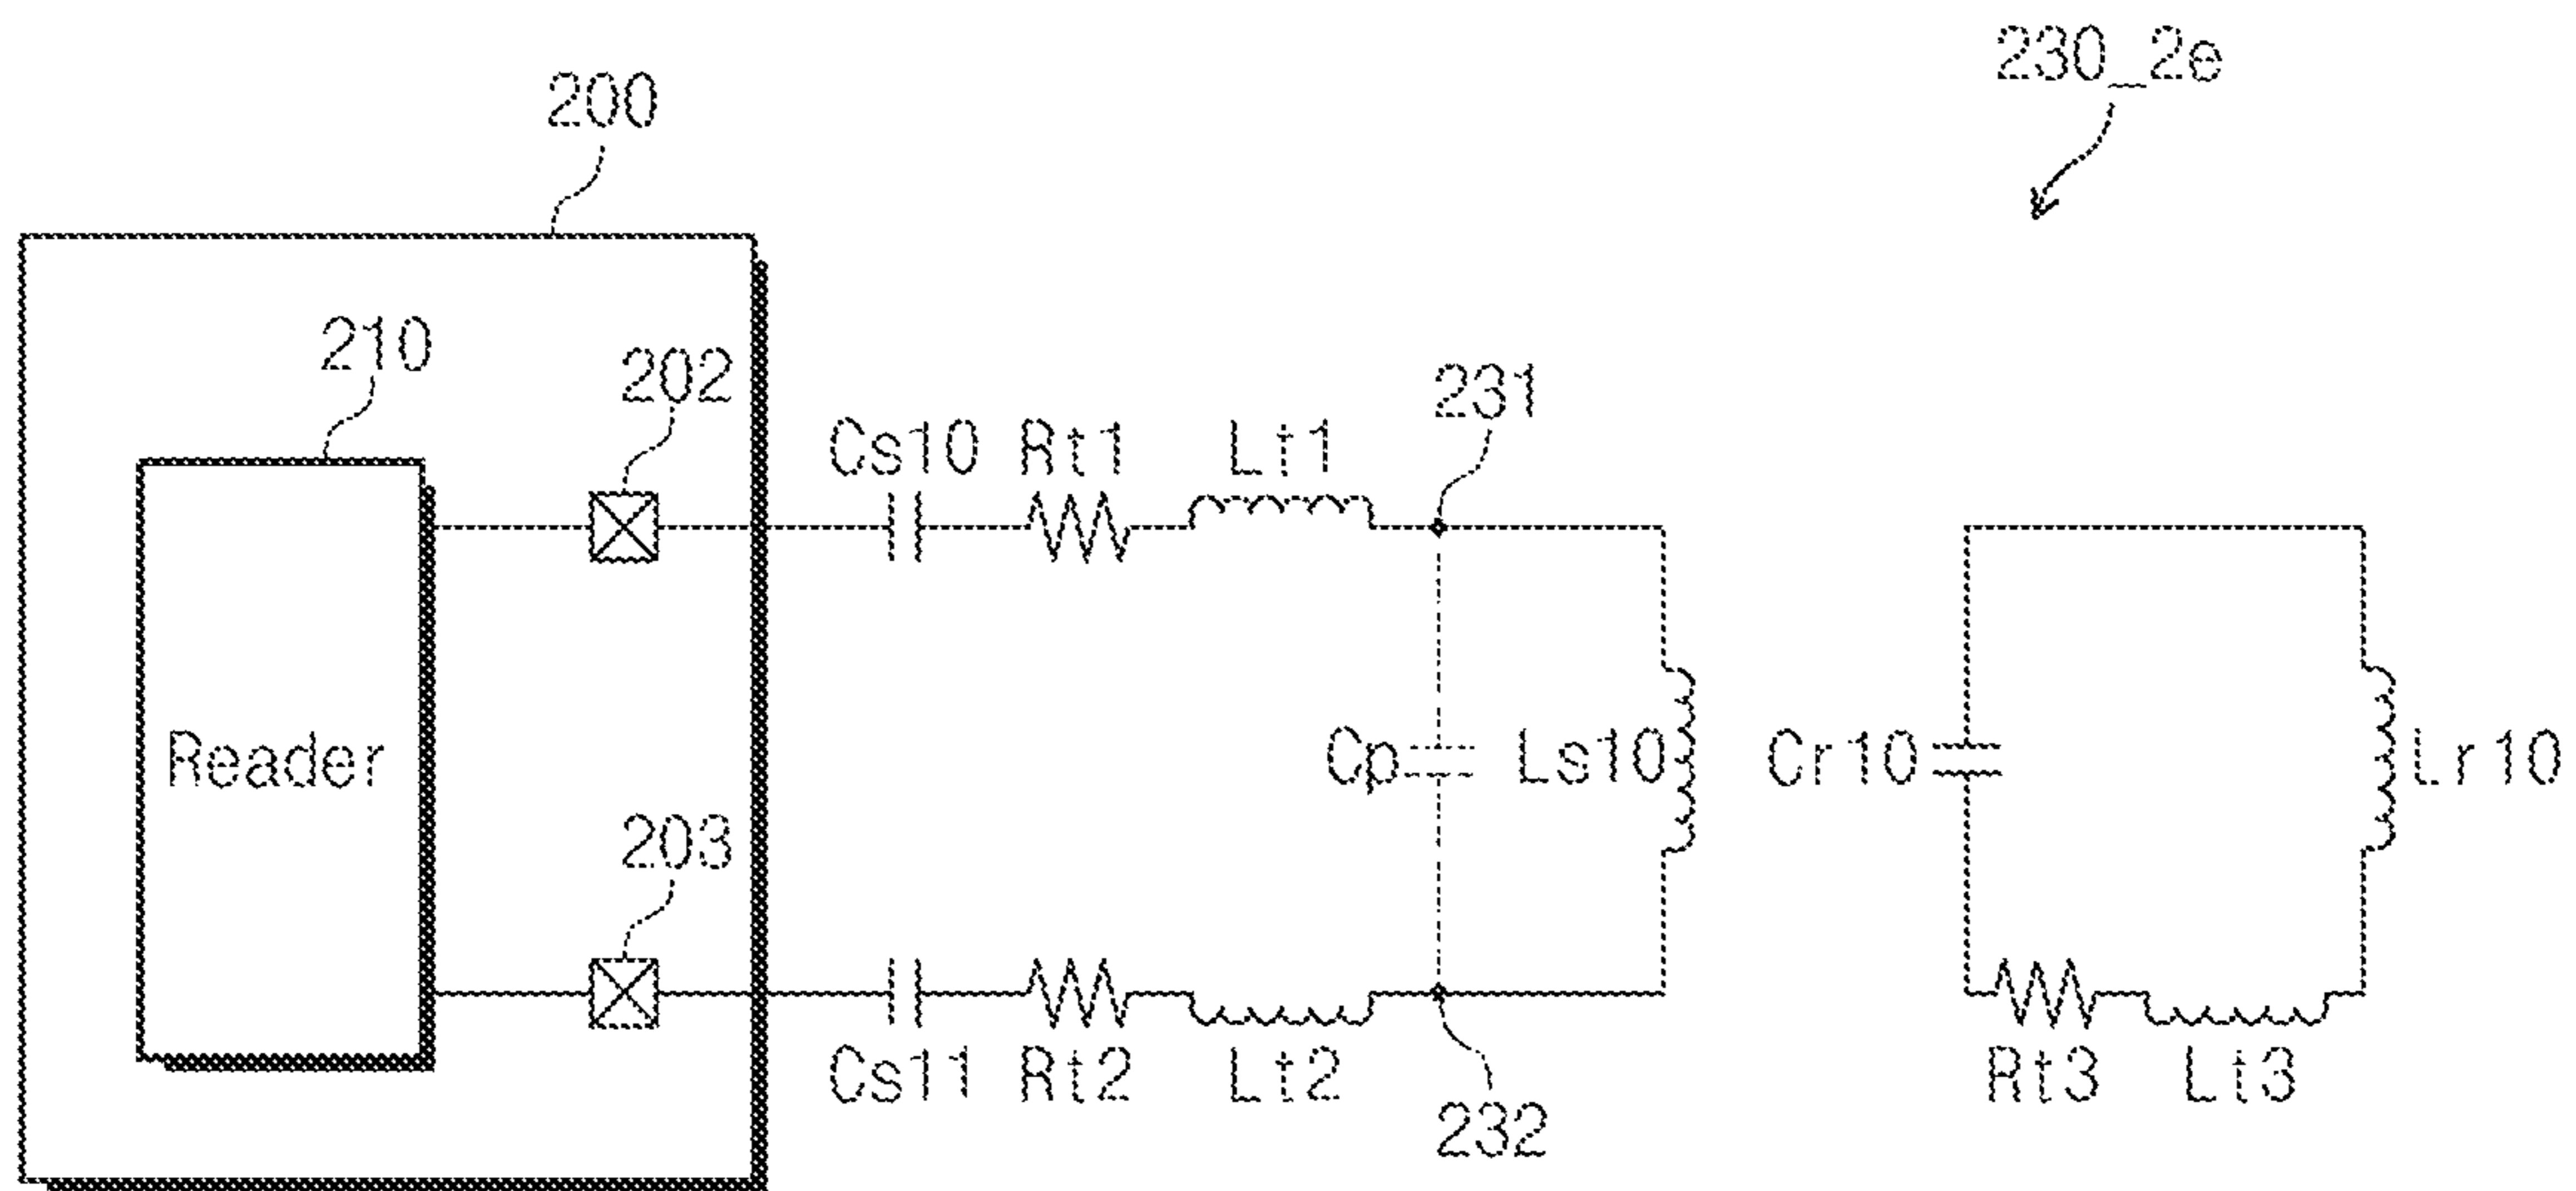 230_2e
200
210
202
231
Cs10 Rt1 Lt1
Reader
Cp
Ls10
Cr10
Lr10
203
Cs11 Rt2 Lt2
Rt3 Lt3
232